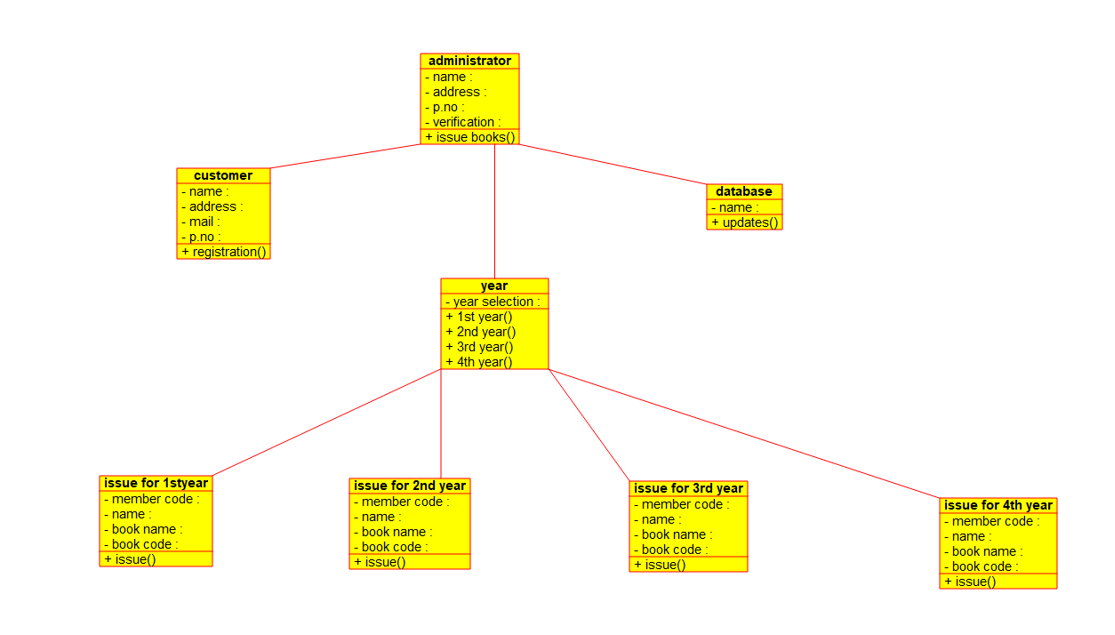 administrator
- name :
- address :
- p.no :
- verification :
+ issue books()
customer
- name :
- address :
- mail :
- p.no :
+ registration()
database
- name :
+ updates()
year
- year selection :
+ 1st year()
+ 2nd year()
+ 3rd year()
+ 4th year()
issue for 1styear
- member code :
- name :
- book name :
- book code :
+ issue()
issue for 2nd year
- member code :
- name :
- book name :
- book code :
+ issue()
issue for 3rd year
- member code :
- name :
- book name :
- book code :
+ issue()
issue for 4th year
- member code :
- name :
- book name :
- book code :
+ issue()